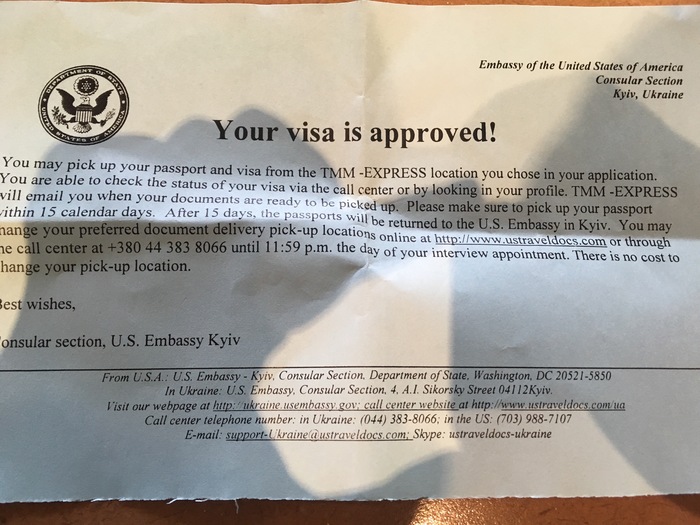 DEPARTMENT OF STATE
UNITED STATES OF AMERICA
Embassy of the United States of America
Consular Section
Kyiv, Ukraine
Your visa is approved!
You may pick up your passport and visa from the TMM -EXPRESS location you chose in your application.
You are able to check the status of your visa via the call center or by looking in your profile. TMM -EXPRESS
will email you when your documents are ready to be picked up. Please make sure to pick up your passport
within 15 calendar days. After 15 days, the passports will be returned to the U.S. Embassy in Kyiv. You may
hange your preferred document delivery pick-up locations online at http://www.ustraveldocs.com or through
he call center at +380 44 383 8066 until 11:59 p.m. the day of your interview appointment. There is no cost to
hange your pick-up location.
Best wishes,
onsular section, U.S. Embassy Kyiv
From U.S.A.: U.S. Embassy - Kyiv, Consular Section, Department of State, Washington, DC 20521-5850
In Ukraine: U.S. Embassy, Consular Section, 4, A.I. Sikorsky Street 04112Kyiv.
Visit our webpage at http://ukraine.usembassy.gov; call center website at http://www.ustraveldocs.com/ua
Call center telephone number: in Ukraine: (044) 383-8066; in the US: (703) 988-7107
E-mail: support-Ukraine@ustraveldocs.com; Skype: ustraveldocs-ukraine